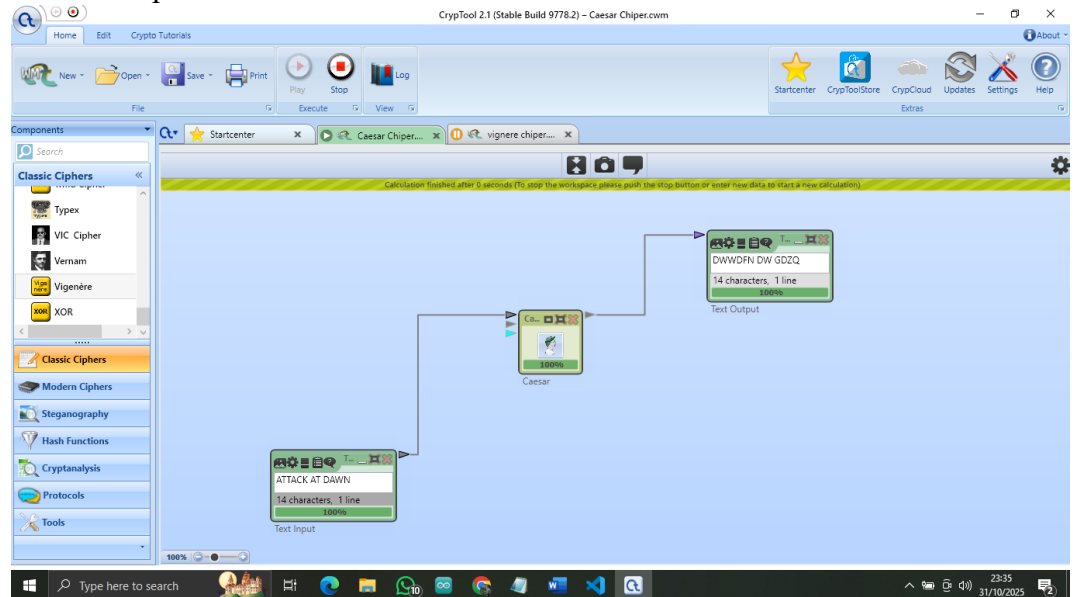 CrypTool 2.1 (Stable Build 9778.2) – Caesar Chiper.cwm
Home Edit Crypto Tutorials About
New Open Save Print Play Stop Log Startcenter CrypToolStore CrypCloud Updates Settings Help
File Execute View Extras
Components
Startcenter Caesar Chiper.... vignere chiper....
Search
Classic Ciphers
Calculation finished after 0 seconds (To stop the workspace please push the stop button or enter new data to start a new calculation)
Typex
VIC Cipher
Vernam
Vigenère
XOR
T...
DWWDFN DW GDZQ
14 characters, 1 line
100%
Text Output
Ca...
100%
Caesar
Classic Ciphers
Modern Ciphers
Steganography
Hash Functions
Cryptanalysis
Protocols
Tools
T...
ATTACK AT DAWN
14 characters, 1 line
100%
Text Input
100%
Type here to search
10
23:35
31/10/2025
2